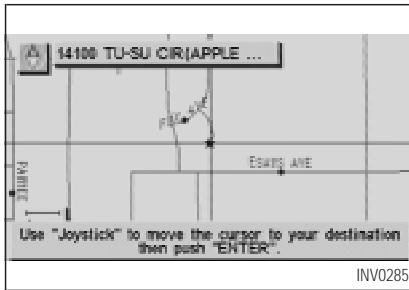 14100 TU-SU CIR(APPLE ...
Use "Joystick" to move the cursor to your destination
then push "ENTER".
INV0285